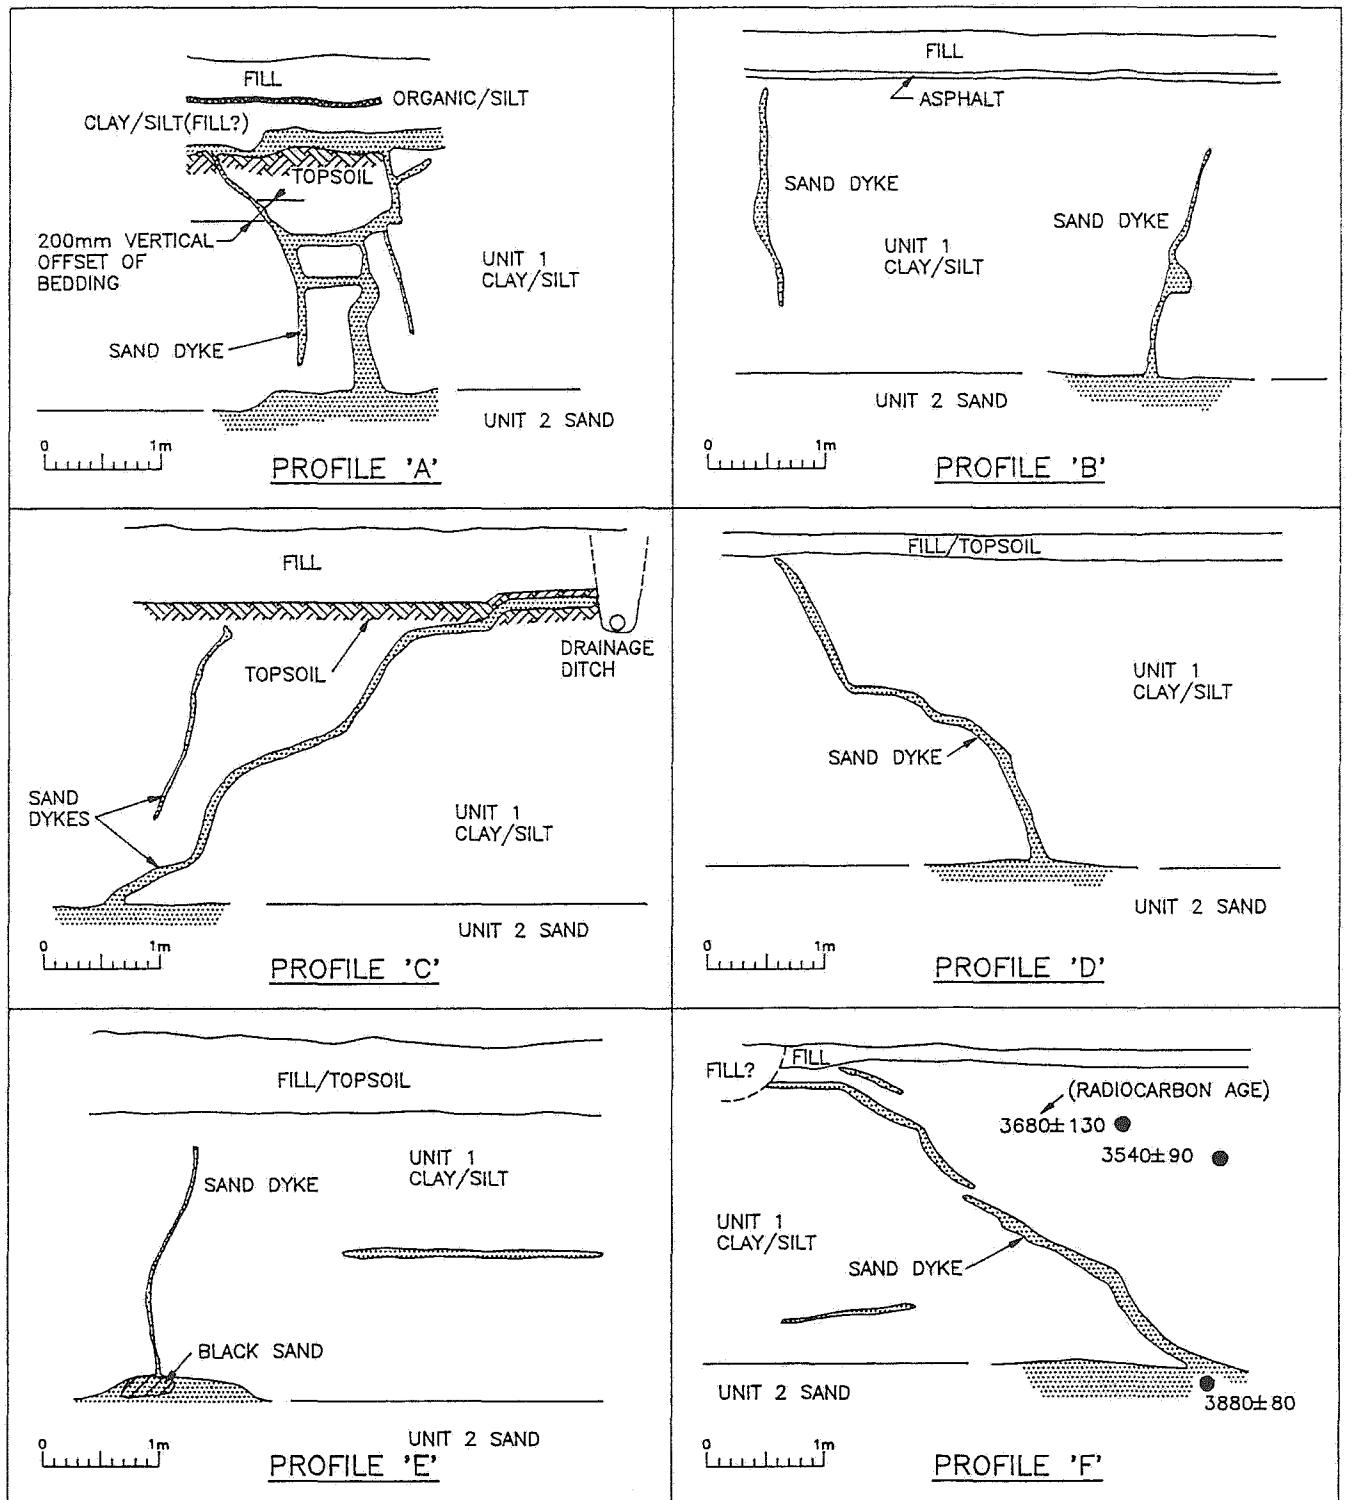 FILL
ORGANIC/SILT
CLAY/SILT(FILL?)
TOPSOIL
200mm VERTICAL
OFFSET OF
BEDDING
UNIT 1
CLAY/SILT
SAND DYKE
UNIT 2 SAND
0 1m
PROFILE 'A'
FILL
ASPHALT
SAND DYKE
SAND DYKE
UNIT 1
CLAY/SILT
UNIT 2 SAND
0 1m
PROFILE 'B'
FILL
DRAINAGE
DITCH
TOPSOIL
SAND
DYKES
UNIT 1
CLAY/SILT
UNIT 2 SAND
0 1m
PROFILE 'C'
FILL/TOPSOIL
UNIT 1
CLAY/SILT
SAND DYKE
UNIT 2 SAND
0 1m
PROFILE 'D'
FILL/TOPSOIL
UNIT 1
CLAY/SILT
SAND DYKE
BLACK SAND
UNIT 2 SAND
0 1m
PROFILE 'E'
FILL?
FILL
(RADIOCARBON AGE)
3680±130
3540±90
UNIT 1
CLAY/SILT
SAND DYKE
UNIT 2 SAND
3880±80
0 1m
PROFILE 'F'